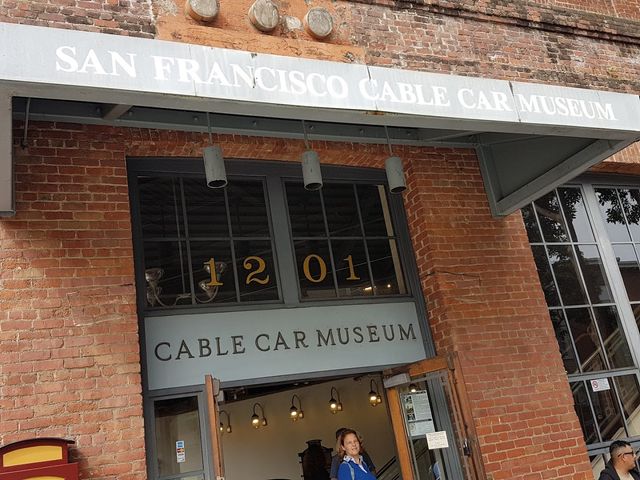 SAN FRANCISCO CABLE CAR MUSEUM
1201
CABLE CAR MUSEUM